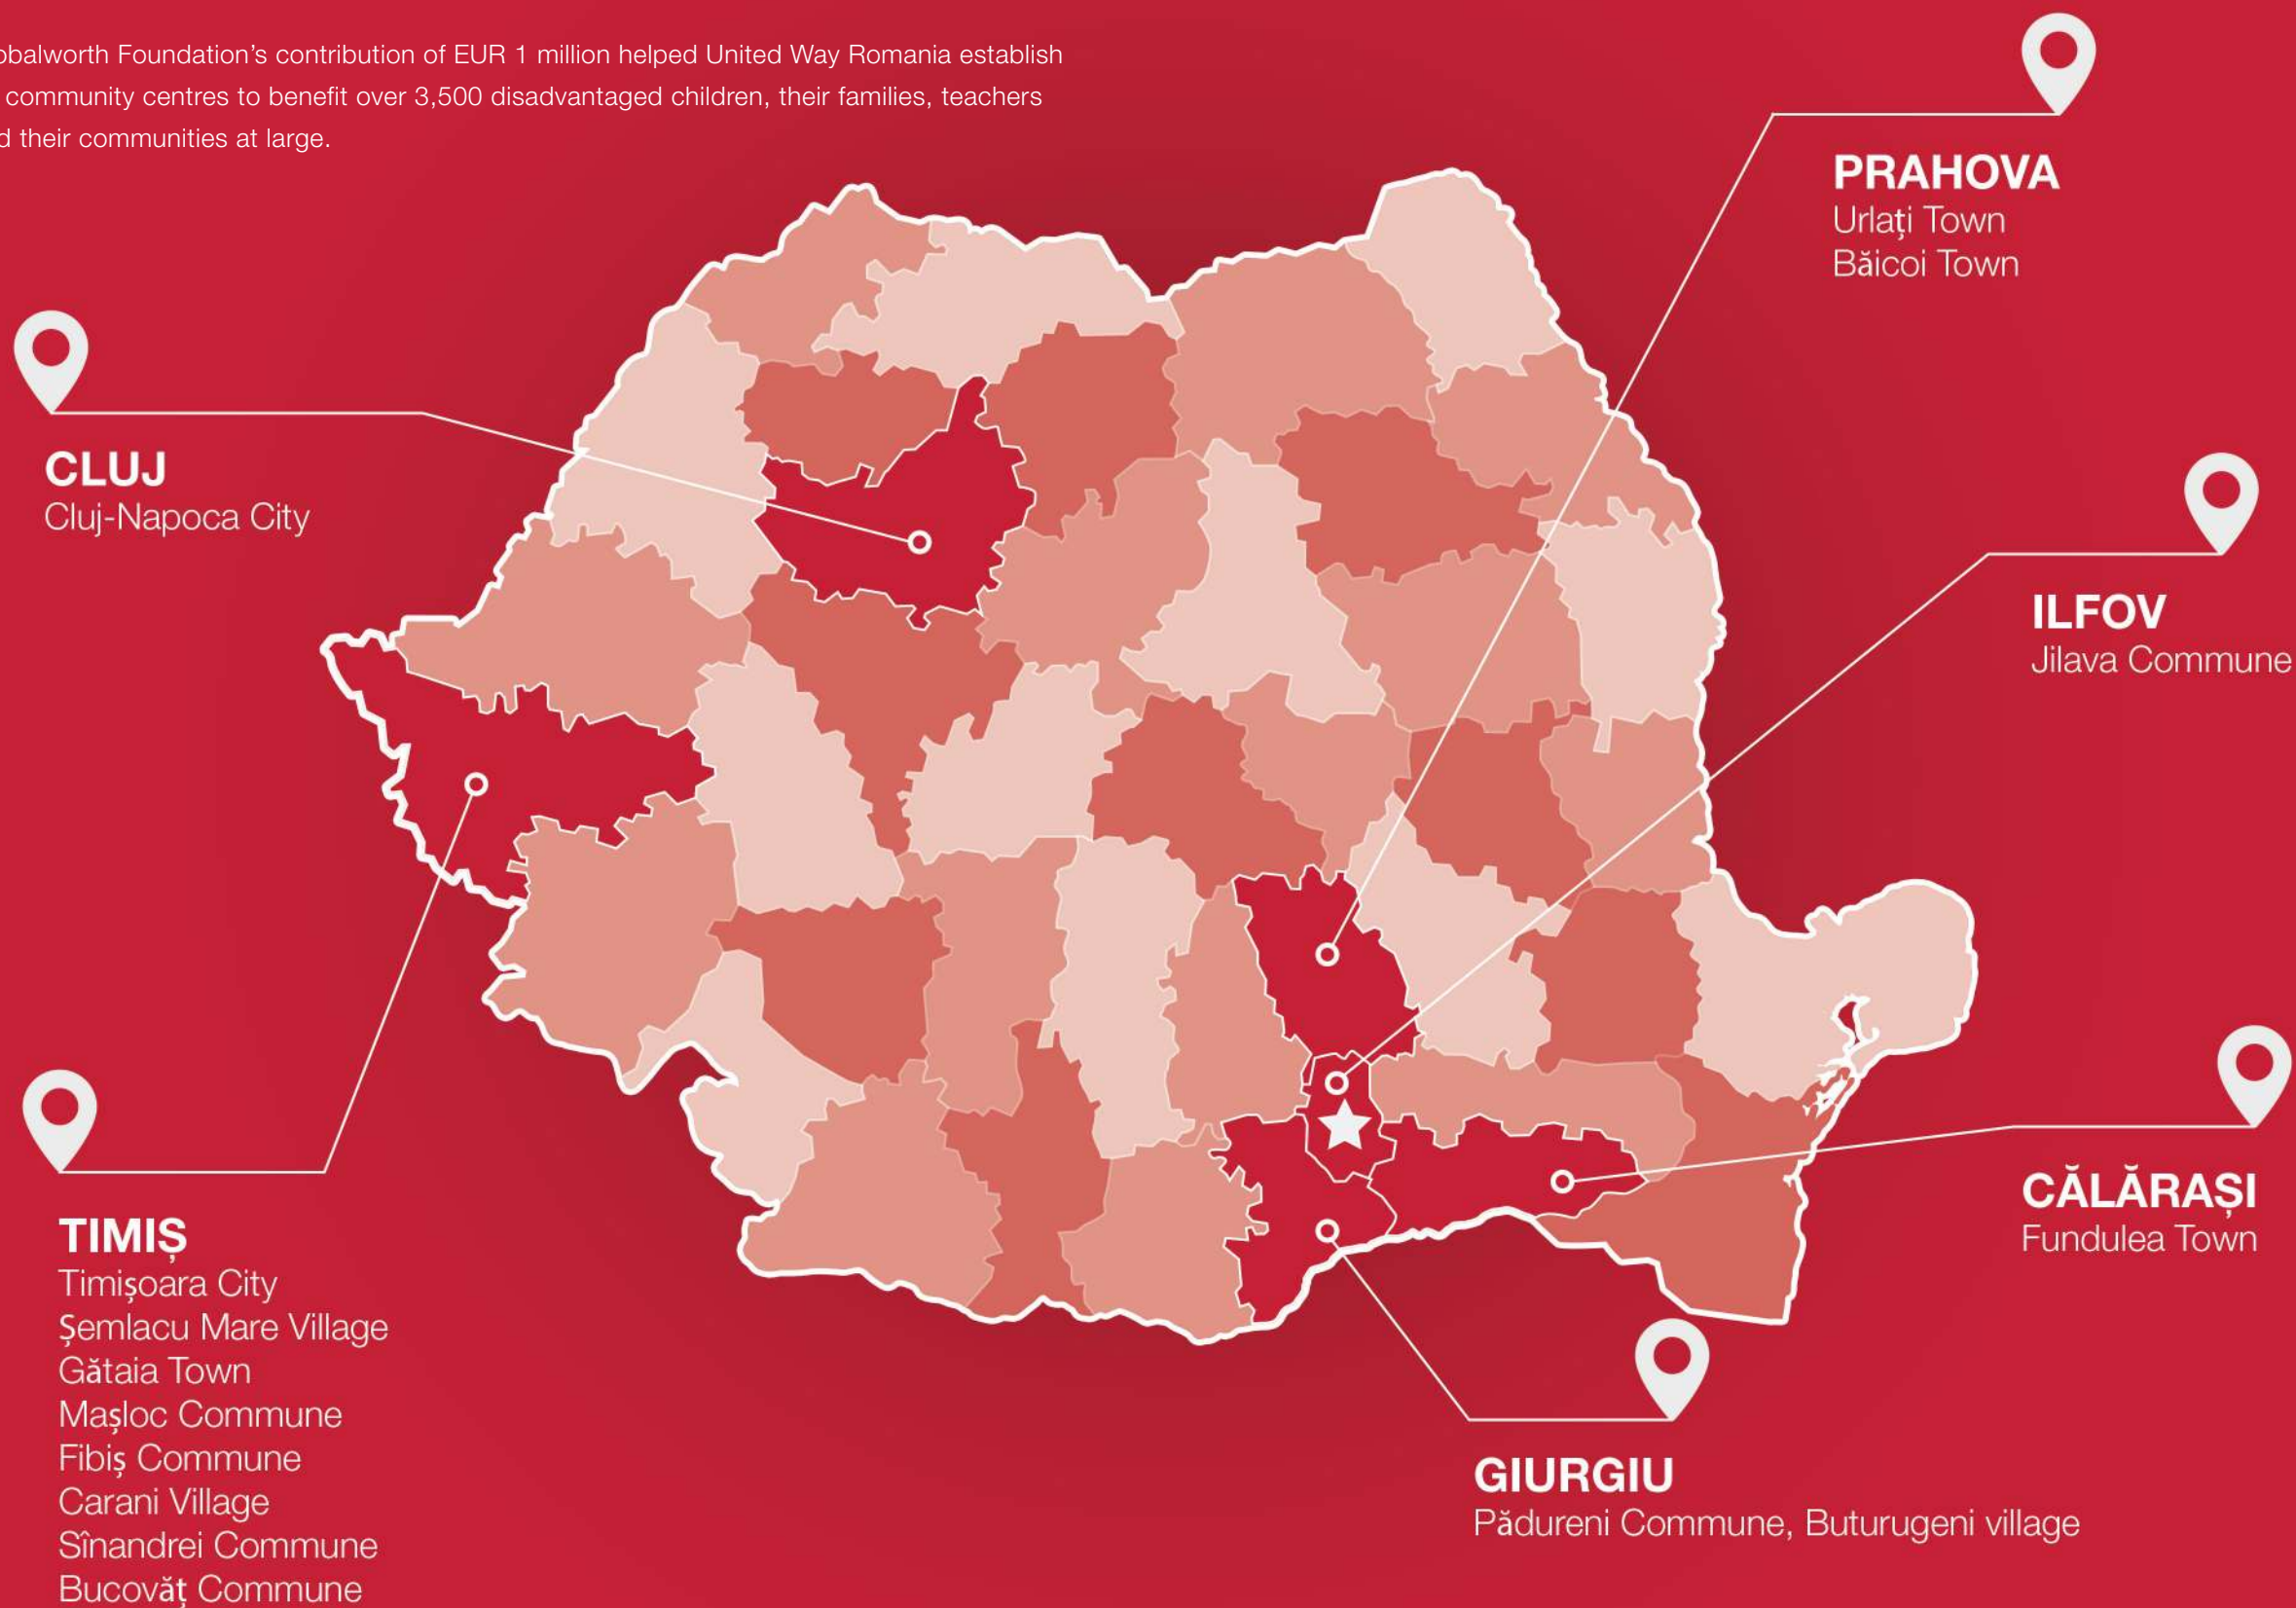 obalworth Foundation’s contribution of EUR 1 million helped United Way Romania establish
community centres to benefit over 3,500 disadvantaged children, their families, teachers
d their communities at large.
PRAHOVA
Urlați Town
Băicoi Town
CLUJ
Cluj-Napoca City
ILFOV
Jilava Commune
CĂLĂRAȘI
Fundulea Town
TIMIȘ
Timișoara City
Șemlacu Mare Village
Gătaia Town
Mașloc Commune
Fibiș Commune
Carani Village
Sînandrei Commune
Bucovăț Commune
GIURGIU
Pădureni Commune, Buturugeni village